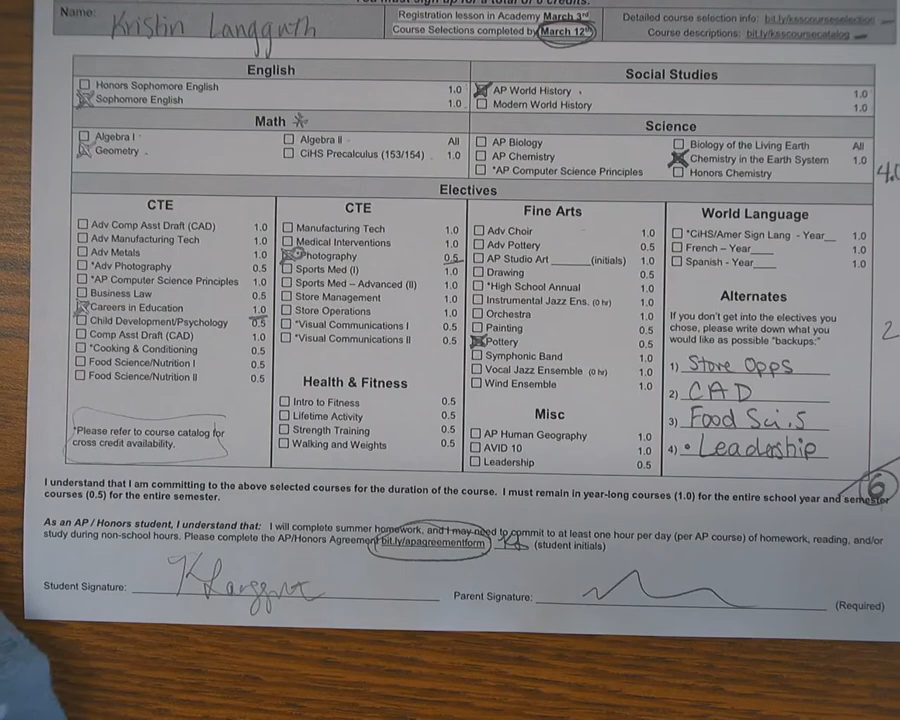 Name: Kristin Langguth
Registration lesson in Academy March 3rd
Course Selections completed by March 12th
Detailed course selection info: bit.ly/ksscourseselection
Course descriptions: bit.ly/ksscoursecatalog
English
Honors Sophomore English 1.0
Sophomore English 1.0
Social Studies
AP World History 1.0
Modern World History 1.0
Math
Algebra I
Geometry
Algebra II All
CiHS Precalculus (153/154) 1.0
Science
AP Biology
AP Chemistry
*AP Computer Science Principles
Biology of the Living Earth All
Chemistry in the Earth System 1.0
Honors Chemistry
4.0
Electives
CTE
Adv Comp Asst Draft (CAD) 1.0
Adv Manufacturing Tech 1.0
Adv Metals 1.0
*Adv Photography 0.5
*AP Computer Science Principles 1.0
Business Law 0.5
Careers in Education 1.0
Child Development/Psychology 0.5
Comp Asst Draft (CAD) 1.0
*Cooking & Conditioning 0.5
Food Science/Nutrition I 0.5
Food Science/Nutrition II 0.5
*Please refer to course catalog for
cross credit availability.
CTE
Manufacturing Tech 1.0
Medical Interventions 1.0
Photography 0.5
Sports Med (I) 1.0
Sports Med – Advanced (II) 1.0
Store Management 1.0
Store Operations 1.0
*Visual Communications I 0.5
*Visual Communications II 0.5
Health & Fitness
Intro to Fitness 0.5
Lifetime Activity 0.5
Strength Training 0.5
Walking and Weights 0.5
Fine Arts
Adv Choir 1.0
Adv Pottery 0.5
AP Studio Art ______(initials) 1.0
Drawing 0.5
*High School Annual 1.0
Instrumental Jazz Ens. (0 hr) 1.0
Orchestra 1.0
Painting 0.5
Pottery 0.5
Symphonic Band 1.0
Vocal Jazz Ensemble (0 hr) 1.0
Wind Ensemble 1.0
Misc
AP Human Geography 1.0
AVID 10 1.0
Leadership 0.5
World Language
*CiHS/Amer Sign Lang - Year__ 1.0
French – Year____ 1.0
Spanish - Year____ 1.0
Alternates
If you don't get into the electives you
chose, please write down what you
would like as possible "backups:"
1) Store Opps
2) CAD
3) Food Sci .5
4) Leadership
2
6
I understand that I am committing to the above selected courses for the duration of the course. I must remain in year-long courses (1.0) for the entire school year and semester
courses (0.5) for the entire semester.
As an AP / Honors student, I understand that: I will complete summer homework, and I may need to commit to at least one hour per day (per AP course) of homework, reading, and/or
study during non-school hours. Please complete the AP/Honors Agreement bit.ly/apagreementform KL (student initials)
Student Signature:
Parent Signature: (Required)